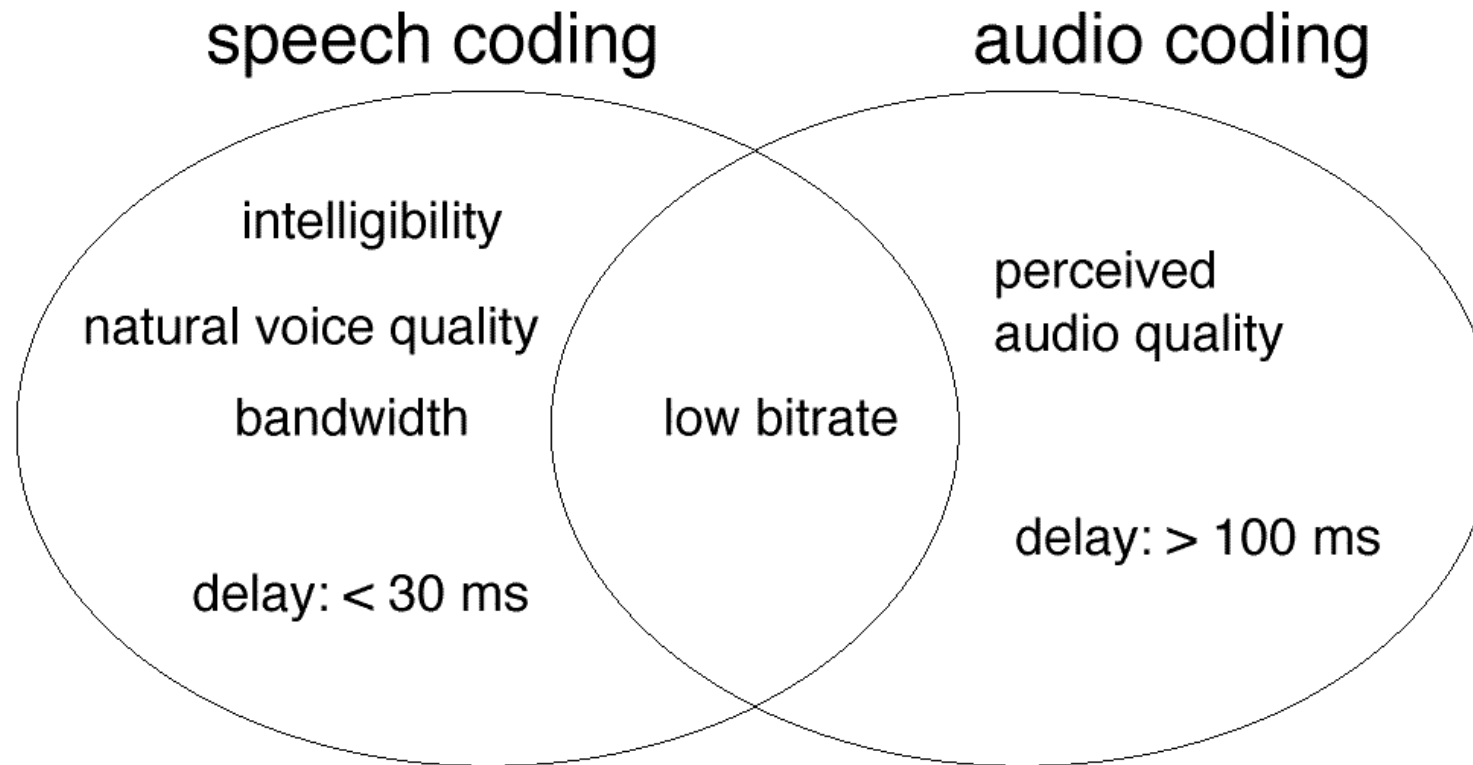 speech coding
audio coding
intelligibility
natural voice quality
bandwidth
delay: < 30 ms
low bitrate
perceived
audio quality
delay: > 100 ms